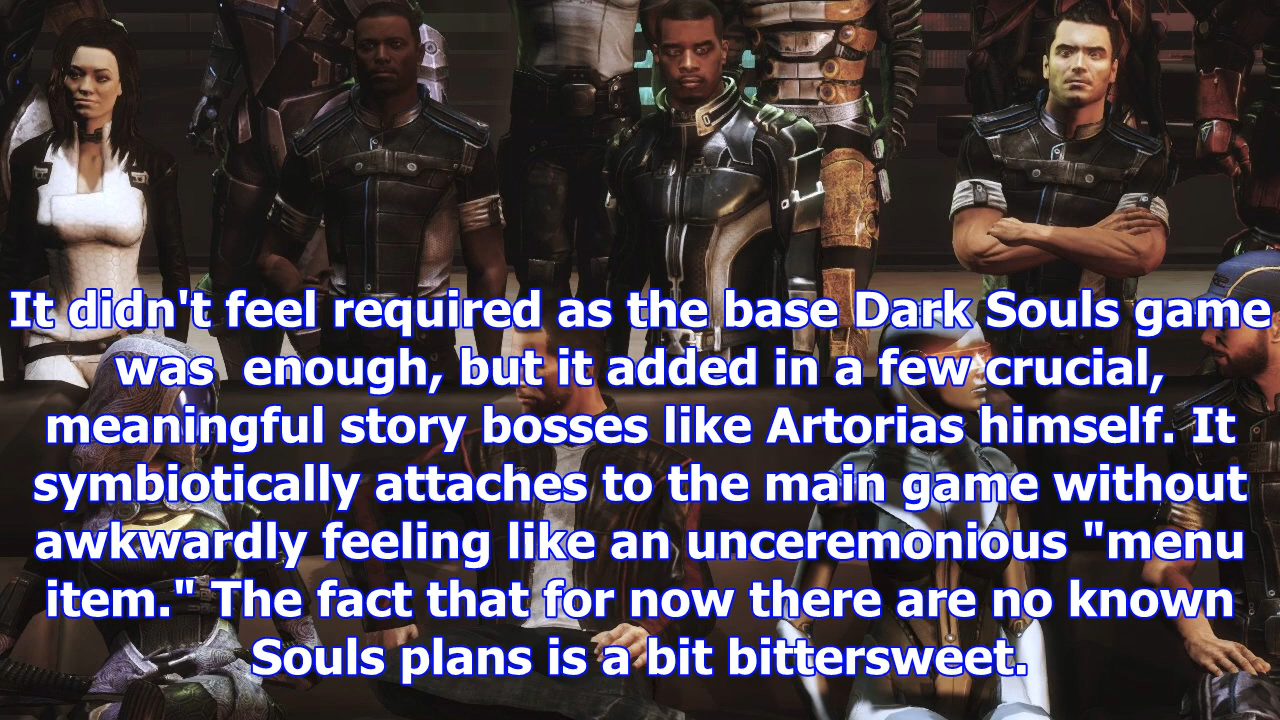 It didn't feel required as the base Dark Souls game
was  enough, but it added in a few crucial,
meaningful story bosses like Artorias himself. It
symbiotically attaches to the main game without
awkwardly feeling like an unceremonious "menu
item." The fact that for now there are no known
Souls plans is a bit bittersweet.